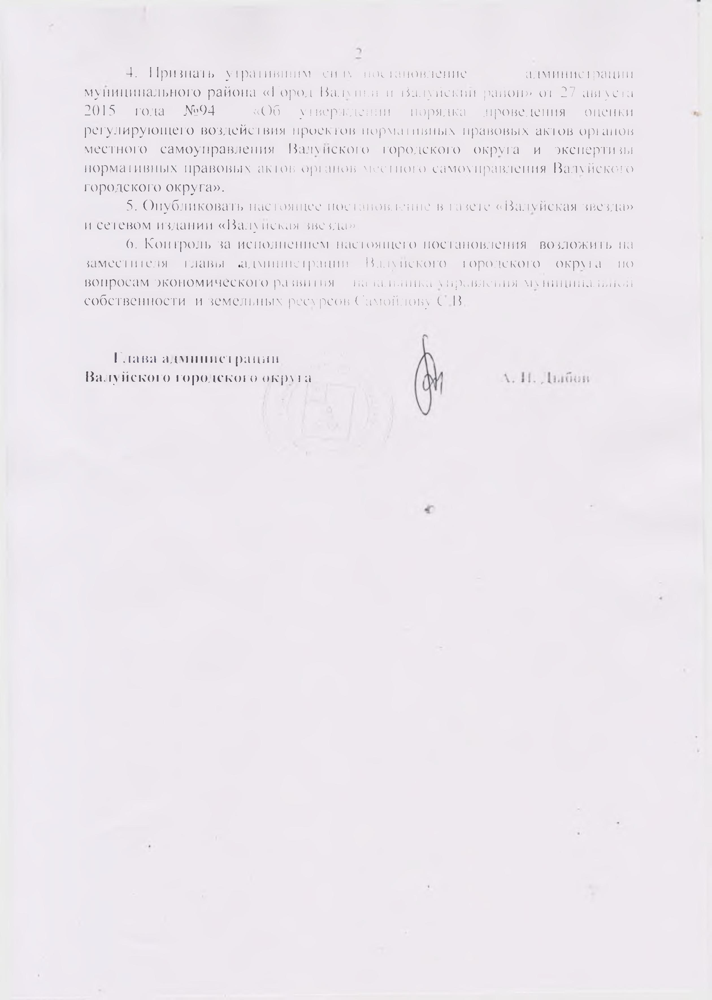 2
4. Признать утратившим силу постановление администрации
муниципального района «Город Валуйки и Валуйский район» от 27 августа
2015 года №94 «Об утверждении порядка проведения оценки
регулирующего воздействия проектов нормативных правовых актов органов
местного самоуправления Валуйского городского округа и экспертизы
нормативных правовых актов органов местного самоуправления Валуйского
городского округа».
5. Опубликовать настоящее постановление в газете «Валуйская звезда»
и сетевом издании «Валуйская звезда»
6. Контроль за исполнением настоящего постановления возложить на
заместителя главы администрации Валуйского городского округа по
вопросам экономического развития начальника управления муниципальной
собственности и земельных ресурсов Самойлову С.В.
Глава администрации
Валуйского городского округа
А. И. Дыбов